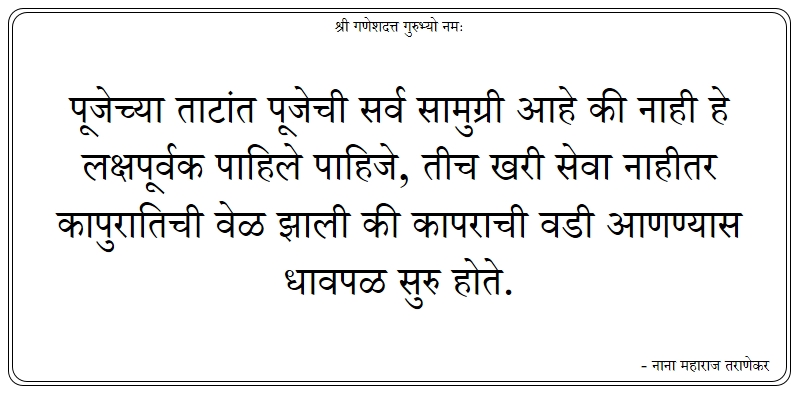 श्री गणेशदत्त गुरुभ्यो नमः
पूजेच्या ताटांत पूजेची सर्व सामुग्री आहे की नाही हे
लक्षपूर्वक पाहिले पाहिजे, तीच खरी सेवा नाहीतर
कापुरातिची वेळ झाली की कापराची वडी आणण्यास
धावपळ सुरु होते.
- नाना महाराज तराणेकर